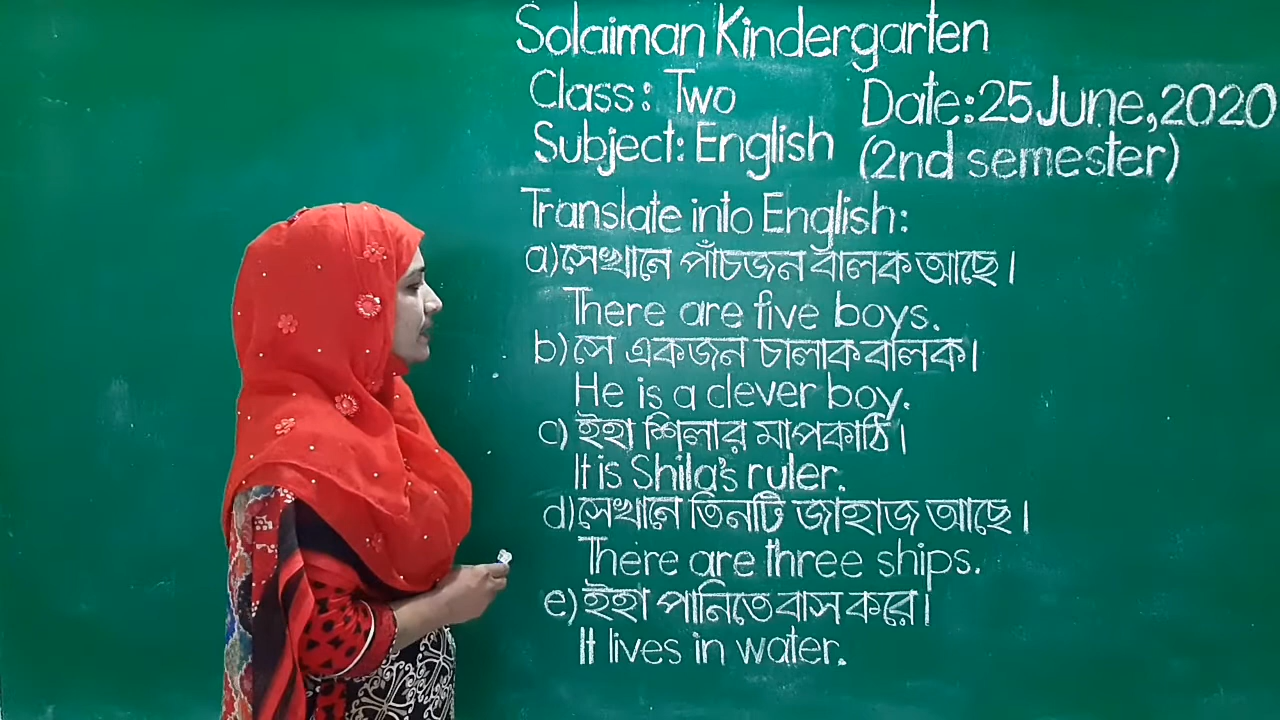 Solaiman Kindergarten
Class: Two
Date: 25 June, 2020
Subject: English
(2nd semester)
Translate into English:
a) সেখানে পাঁচজন বালক আছে।
There are five boys.
b) সে একজন চালাক বালক।
He is a clever boy.
c) ইহা শিলার মাপকাঠি।
It is Shila's ruler.
d) সেখানে তিনটি জাহাজ আছে।
There are three ships.
e) ইহা পানিতে বাস করে।
It lives in water.